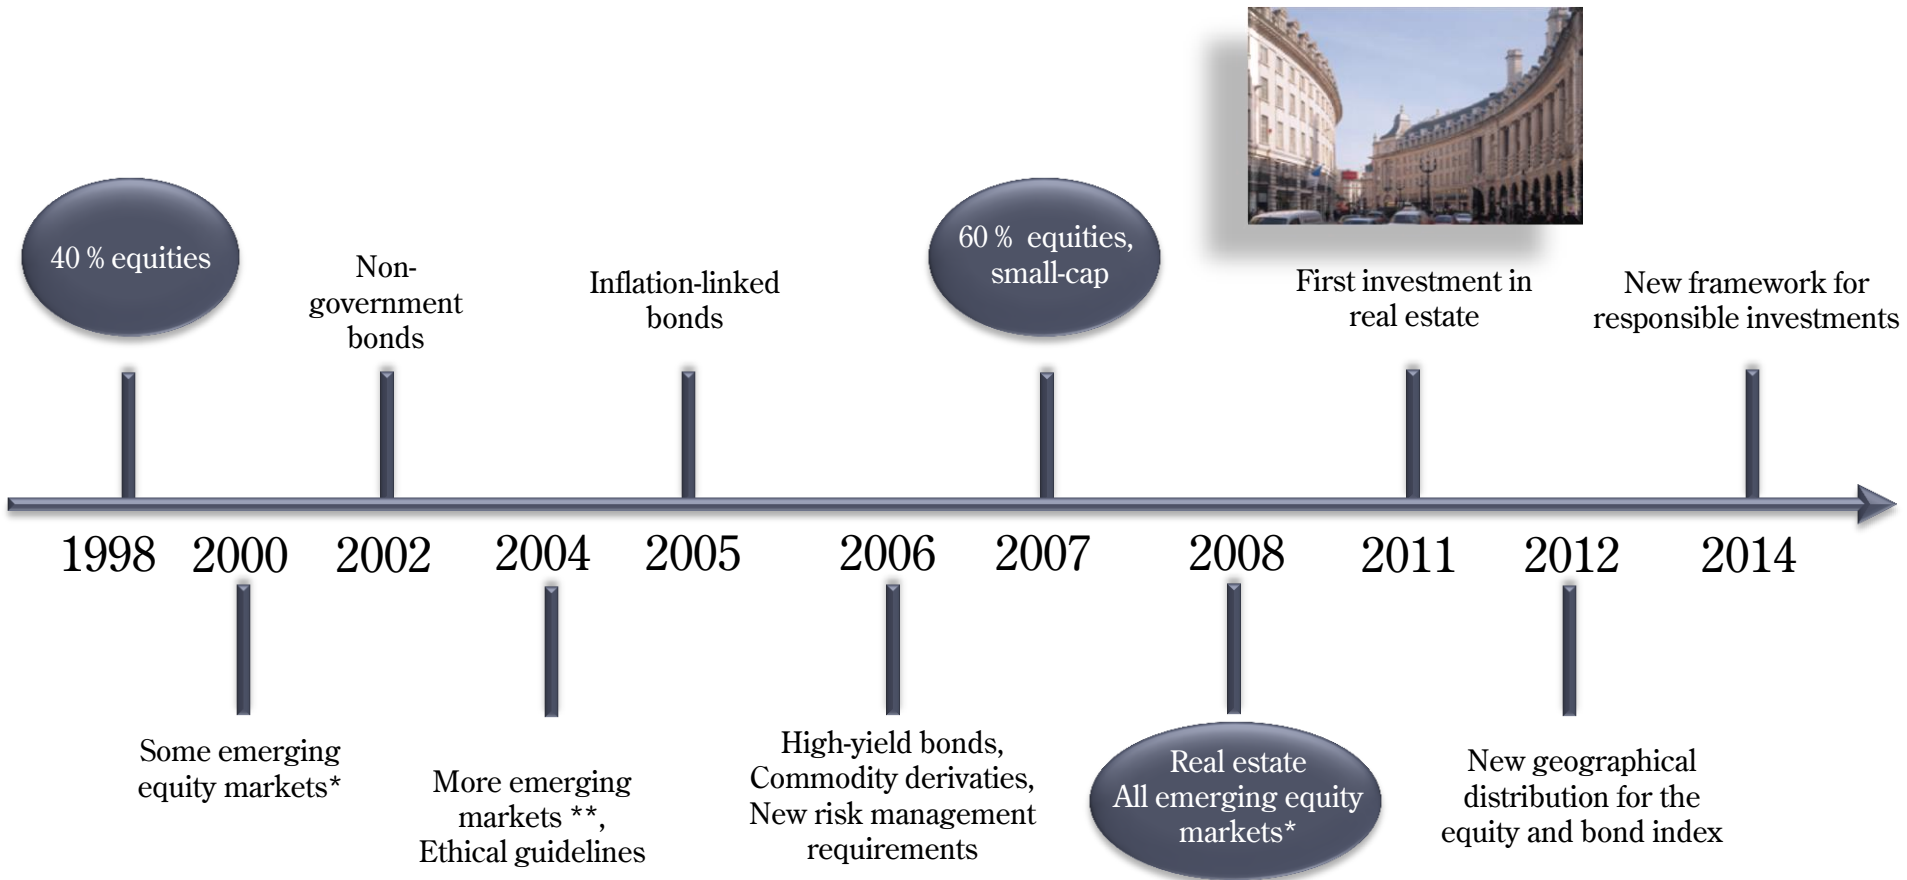 40 % equities
Non-
government
bonds
Inflation-linked
bonds
60 % equities,
small-cap
First investment in
real estate
New framework for
responsible investments
1998 2000 2002 2004 2005 2006 2007 2008 2011 2012 2014
Some emerging
equity markets*
More emerging
markets **,
Ethical guidelines
High-yield bonds,
Commodity derivaties,
New risk management
requirements
Real estate
All emerging equity
markets*
New geographical
distribution for the
equity and bond index